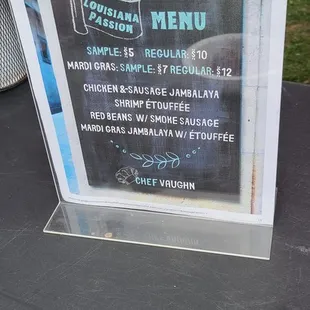 LOUISIANA
PASSION
MENU
SAMPLE: $5 REGULAR: $10
MARDI GRAS: SAMPLE: $7 REGULAR: $12
CHICKEN & SAUSAGE JAMBALAYA
SHRIMP ÉTOUFFÉE
RED BEANS W/ SMOKE SAUSAGE
MARDI GRAS JAMBALAYA W/ ÉTOUFFÉE
CHEF VAUGHN